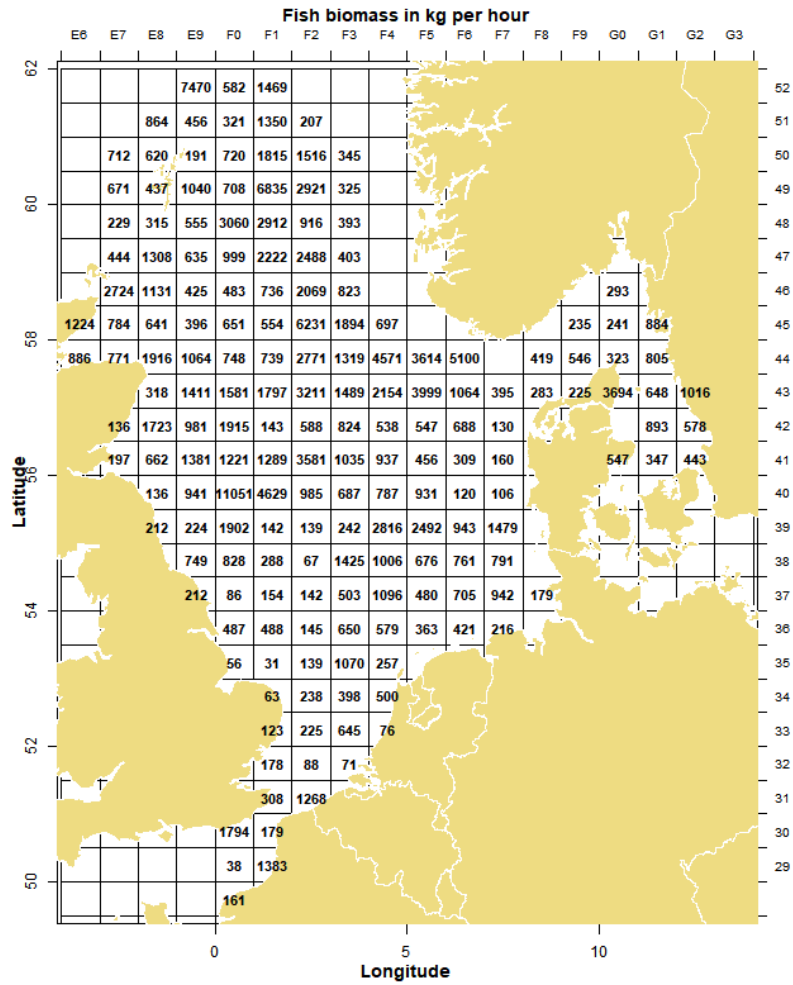 Fish biomass in kg per hour
E6 E7 E8 E9 F0 F1 F2 F3 F4 F5 F6 F7 F8 F9 G0 G1 G2 G3
62
7470 582 1469 52
864 456 321 1350 207 51
712 620 191 720 1815 1516 345 50
671 437 1040 708 6835 2921 325 49
60
229 315 555 3060 2912 916 393 48
444 1308 635 999 2222 2488 403 47
2724 1131 425 483 736 2069 823 293 46
1224 784 641 396 651 554 6231 1894 697 235 241 884 45
58
886 771 1916 1064 748 739 2771 1319 4571 3614 5100 419 546 323 805 44
318 1411 1581 1797 3211 1489 2154 3999 1064 395 283 225 3694 648 1016 43
136 1723 981 1915 143 588 824 538 547 688 130 893 578 42
197 662 1381 1221 1289 3581 1035 937 456 309 160 547 347 443 41
56
136 941 11051 4629 985 687 787 931 120 106 40
212 224 1902 142 139 242 2816 2492 943 1479 39
749 828 288 67 1425 1006 676 761 791 38
212 86 154 142 503 1096 480 705 942 179 37
54
487 488 145 650 579 363 421 216 36
56 31 139 1070 257 35
63 238 398 500 34
123 225 645 76 33
52
178 88 71 32
308 1268 31
1794 179 30
38 1383 29
50
161
Latitude
0 5 10
Longitude